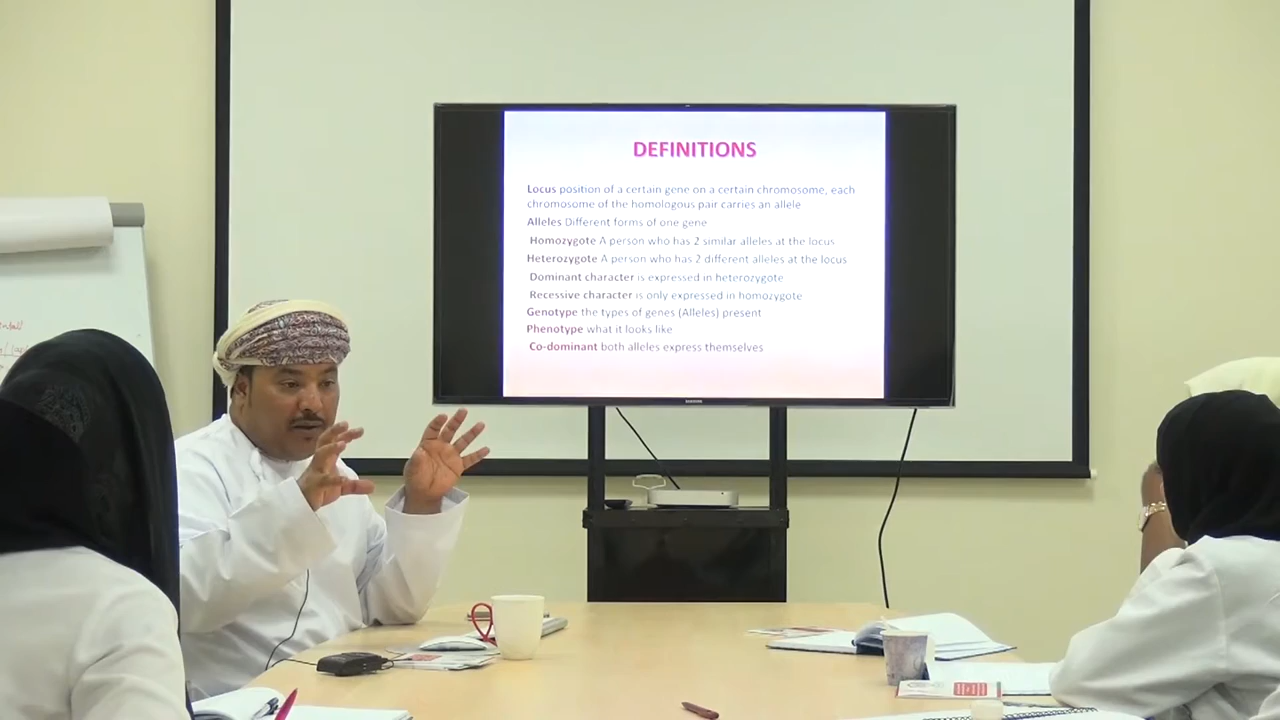 DEFINITIONS
Locus position of a certain gene on a certain chromosome, each
chromosome of the homologous pair carries an allele
Alleles Different forms of one gene
Homozygote A person who has 2 similar alleles at the locus
Heterozygote A person who has 2 different alleles at the locus
Dominant character is expressed in heterozygote
Recessive character is only expressed in homozygote
Genotype the types of genes (Alleles) present
Phenotype what it looks like
Co-dominant both alleles express themselves
SAMSUNG